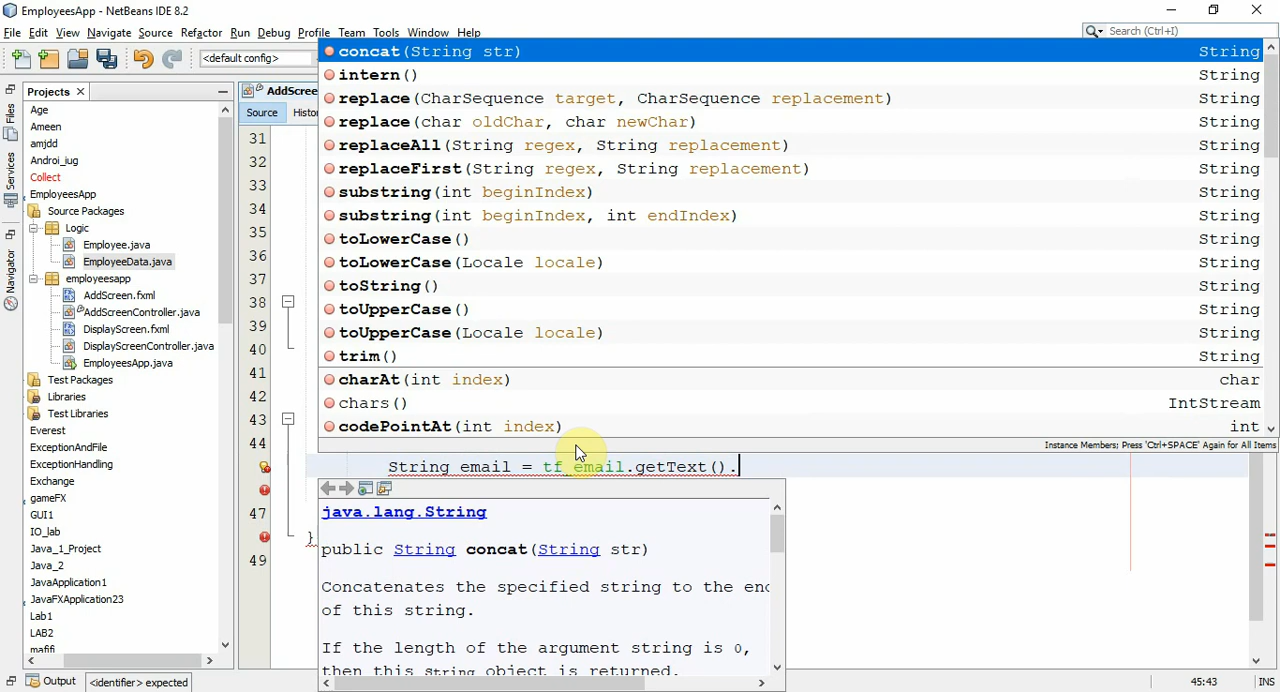 EmployeesApp - NetBeans IDE 8.2
File Edit View Navigate Source Refactor Run Debug Profile Team Tools Window Help
Search (Ctrl+I)
<default config>
Projects
AddScree
Source Histo
Files
Services
Navigator
Age
Ameen
amjdd
Androi_iug
Collect
EmployeesApp
Source Packages
Logic
Employee.java
EmployeeData.java
employeesapp
AddScreen.fxml
AddScreenController.java
DisplayScreen.fxml
DisplayScreenController.java
EmployeesApp.java
Test Packages
Libraries
Test Libraries
Everest
ExceptionAndFile
ExceptionHandling
Exchange
gameFX
GUI1
IO_lab
Java_1_Project
Java_2
JavaApplication1
JavaFXApplication23
Lab1
LAB2
mafifi
31
32
33
34
35
36
37
38
39
40
41
42
43
44
47
49
concat(String str) String
intern() String
replace(CharSequence target, CharSequence replacement) String
replace(char oldChar, char newChar) String
replaceAll(String regex, String replacement) String
replaceFirst(String regex, String replacement) String
substring(int beginIndex) String
substring(int beginIndex, int endIndex) String
toLowerCase() String
toLowerCase(Locale locale) String
toString() String
toUpperCase() String
toUpperCase(Locale locale) String
trim() String
charAt(int index) char
chars() IntStream
codePointAt(int index) int
Instance Members; Press 'Ctrl+SPACE' Again for All Items
String email = tf_email.getText().
}
java.lang.String
public String concat(String str)
Concatenates the specified string to the end
of this string.
If the length of the argument string is 0,
then this String object is returned.
Output
<identifier> expected
45:43 INS